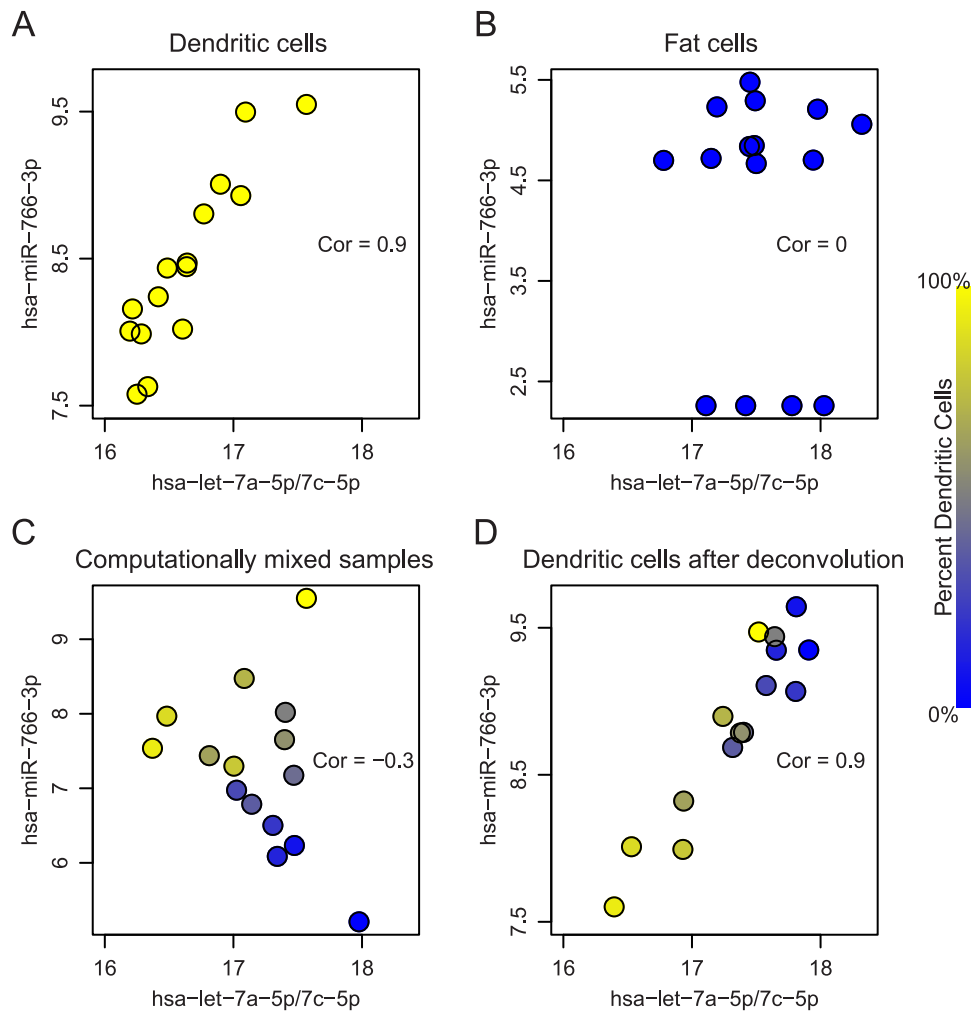 A
Dendritic cells
hsa−miR−766−3p
9.5
8.5
7.5
Cor = 0.9
16
17
18
hsa−let−7a−5p/7c−5p
B
Fat cells
hsa−miR−766−3p
5.5
4.5
3.5
2.5
Cor = 0
16
17
18
hsa−let−7a−5p/7c−5p
100%
Percent Dendritic Cells
0%
C
Computationally mixed samples
hsa−miR−766−3p
9
8
7
6
Cor = −0.3
16
17
18
hsa−let−7a−5p/7c−5p
D
Dendritic cells after deconvolution
hsa−miR−766−3p
9.5
8.5
7.5
Cor = 0.9
16
17
18
hsa−let−7a−5p/7c−5p